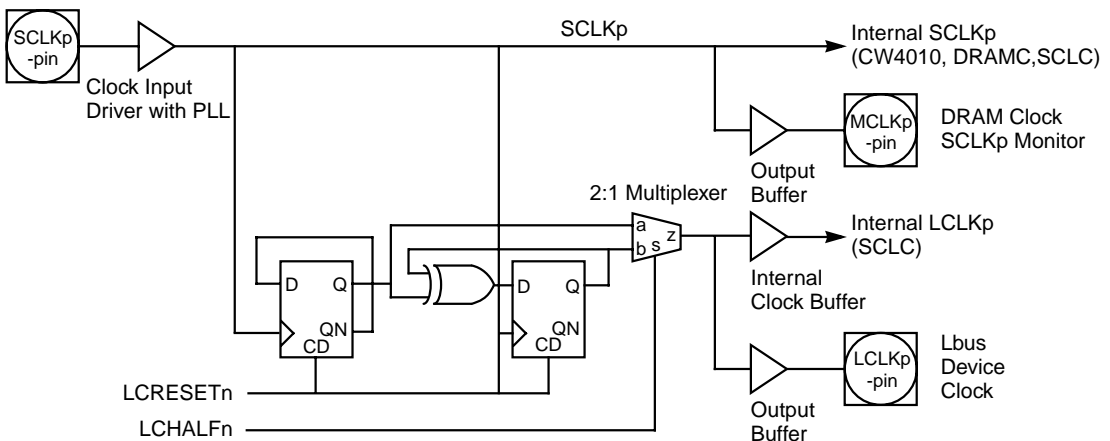 SCLKp
-pin
Clock Input
Driver with PLL
SCLKp
Internal SCLKp
(CW4010, DRAMC,SCLC)
MCLKp
-pin
DRAM Clock
SCLKp Monitor
Output
Buffer
2:1 Multiplexer
a
b
s
z
Internal LCLKp
(SCLC)
Internal
Clock Buffer
D
Q
QN
CD
D
Q
QN
CD
LCLKp
-pin
Lbus
Device
Clock
Output
Buffer
LCRESETn
LCHALFn